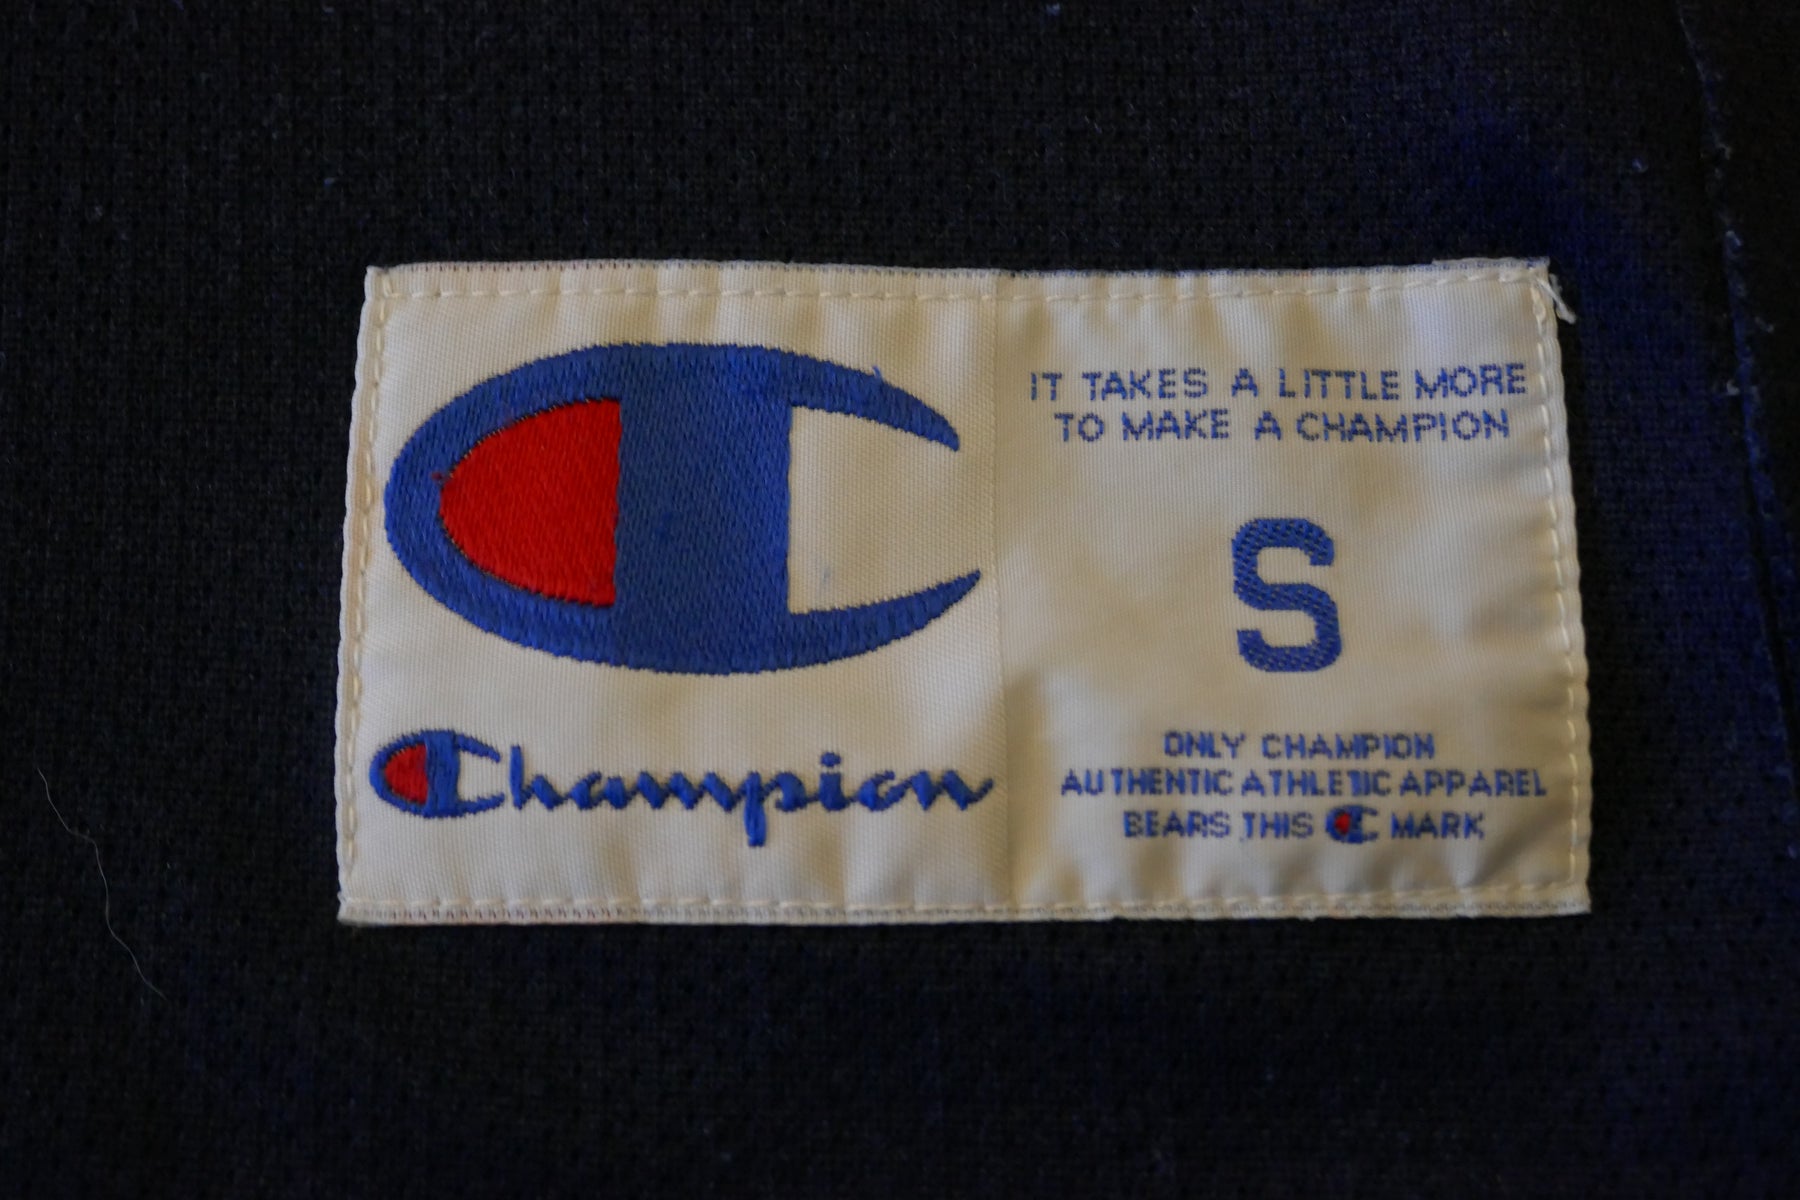 Champion
IT TAKES A LITTLE MORE
TO MAKE A CHAMPION
S
ONLY CHAMPION
AUTHENTIC ATHLETIC APPAREL
BEARS THIS C MARK